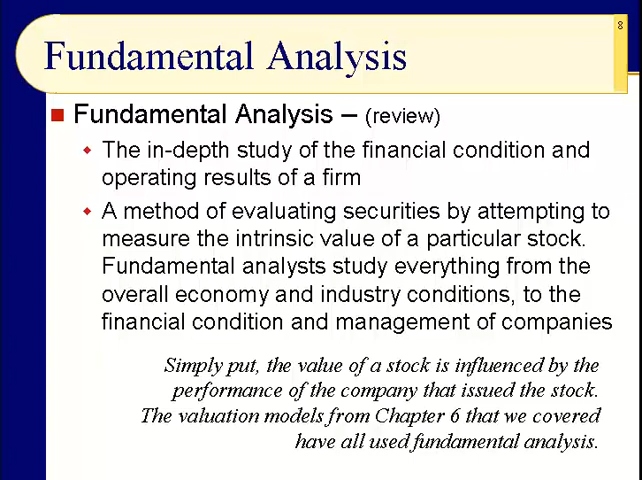 8
Fundamental Analysis
Fundamental Analysis – (review)
The in-depth study of the financial condition and
operating results of a firm
A method of evaluating securities by attempting to
measure the intrinsic value of a particular stock.
Fundamental analysts study everything from the
overall economy and industry conditions, to the
financial condition and management of companies
Simply put, the value of a stock is influenced by the
performance of the company that issued the stock.
The valuation models from Chapter 6 that we covered
have all used fundamental analysis.